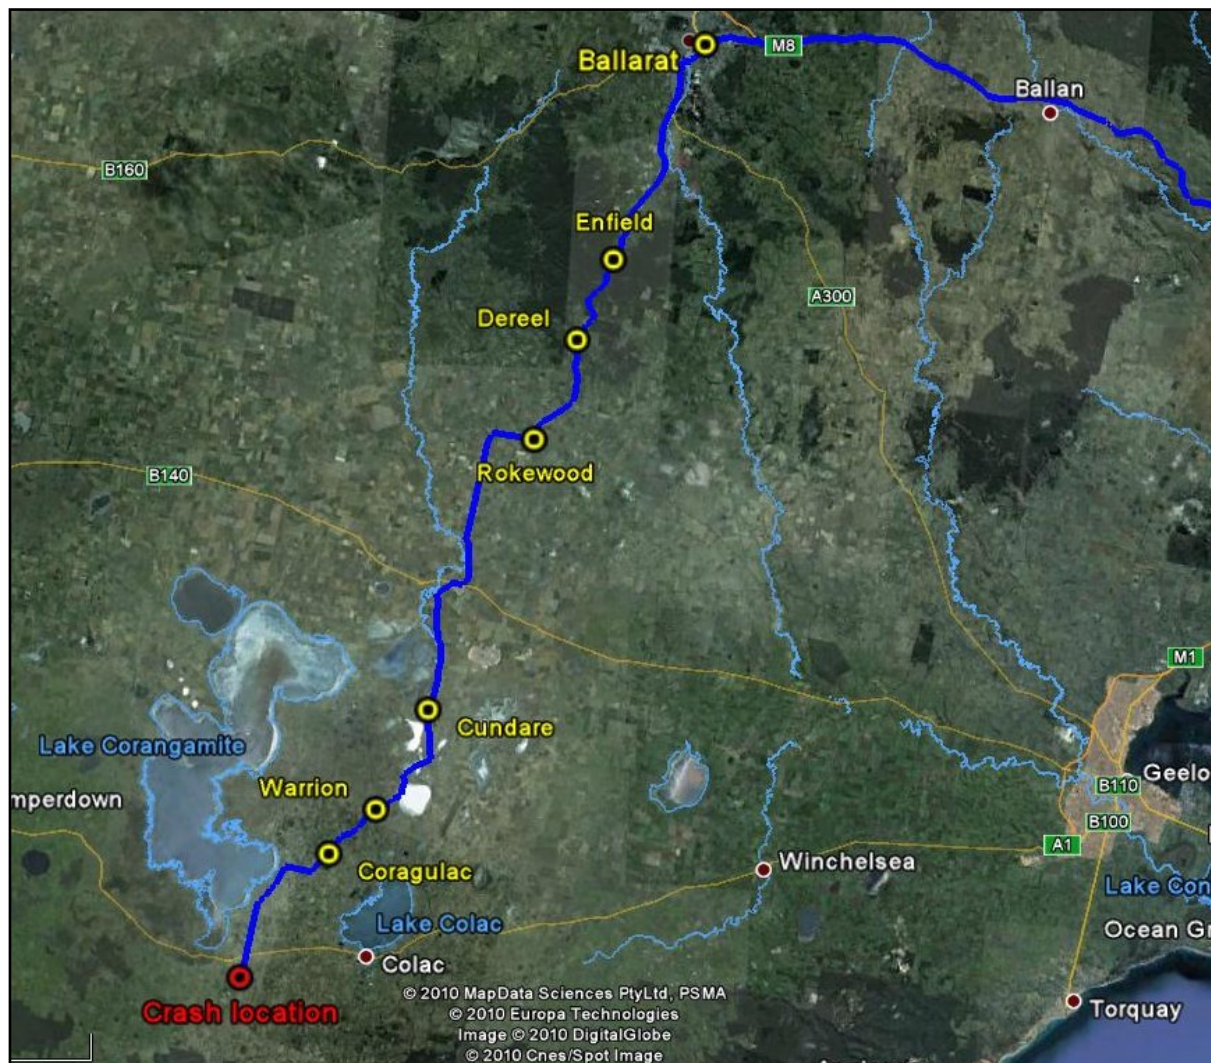 Ballarat
M8
Ballan
B160
Enfield
A300
Dereel
B140
Rokewood
M1
Cundare
Lake Corangamite
Geelo
mperdown
Warrion
B110
B100
A1
Coragulac
Winchelsea
Lake Con
Lake Colac
Ocean Gr
Colac
Crash location
Torquay
© 2010 MapData Sciences PtyLtd, PSMA
© 2010 Europa Technologies
Image © 2010 DigitalGlobe
© 2010 Cnes/Spot Image